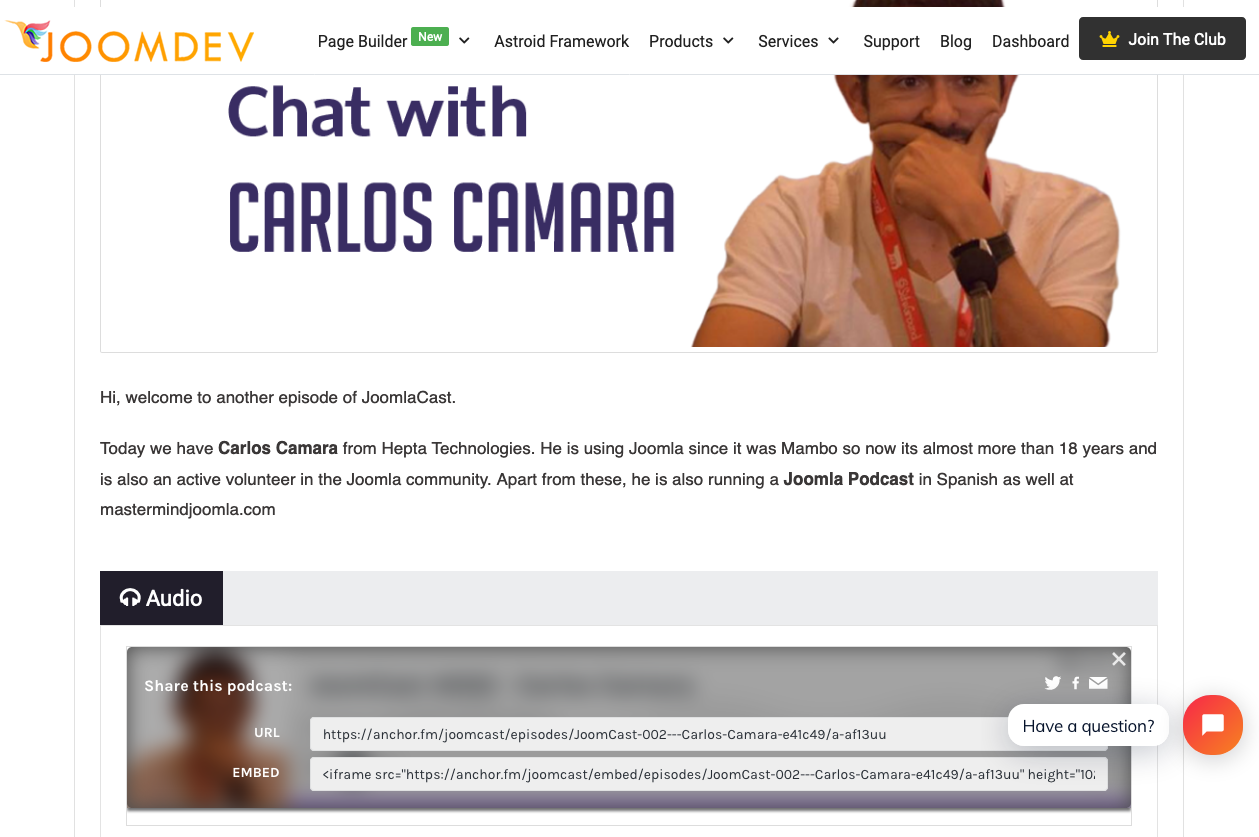 JOOMDEV
Page Builder New Astroid Framework Products Services Support Blog Dashboard Join The Club
Chat with
CARLOS CAMARA
Hi, welcome to another episode of JoomlaCast.
Today we have Carlos Camara from Hepta Technologies. He is using Joomla since it was Mambo so now its almost more than 18 years and
is also an active volunteer in the Joomla community. Apart from these, he is also running a Joomla Podcast in Spanish as well at
mastermindjoomla.com
Audio
Share this podcast:
URL https://anchor.fm/joomcast/episodes/JoomCast-002---Carlos-Camara-e41c49/a-af13uu
Have a question?
EMBED <iframe src="https://anchor.fm/joomcast/embed/episodes/JoomCast-002---Carlos-Camara-e41c49/a-af13uu" height="10